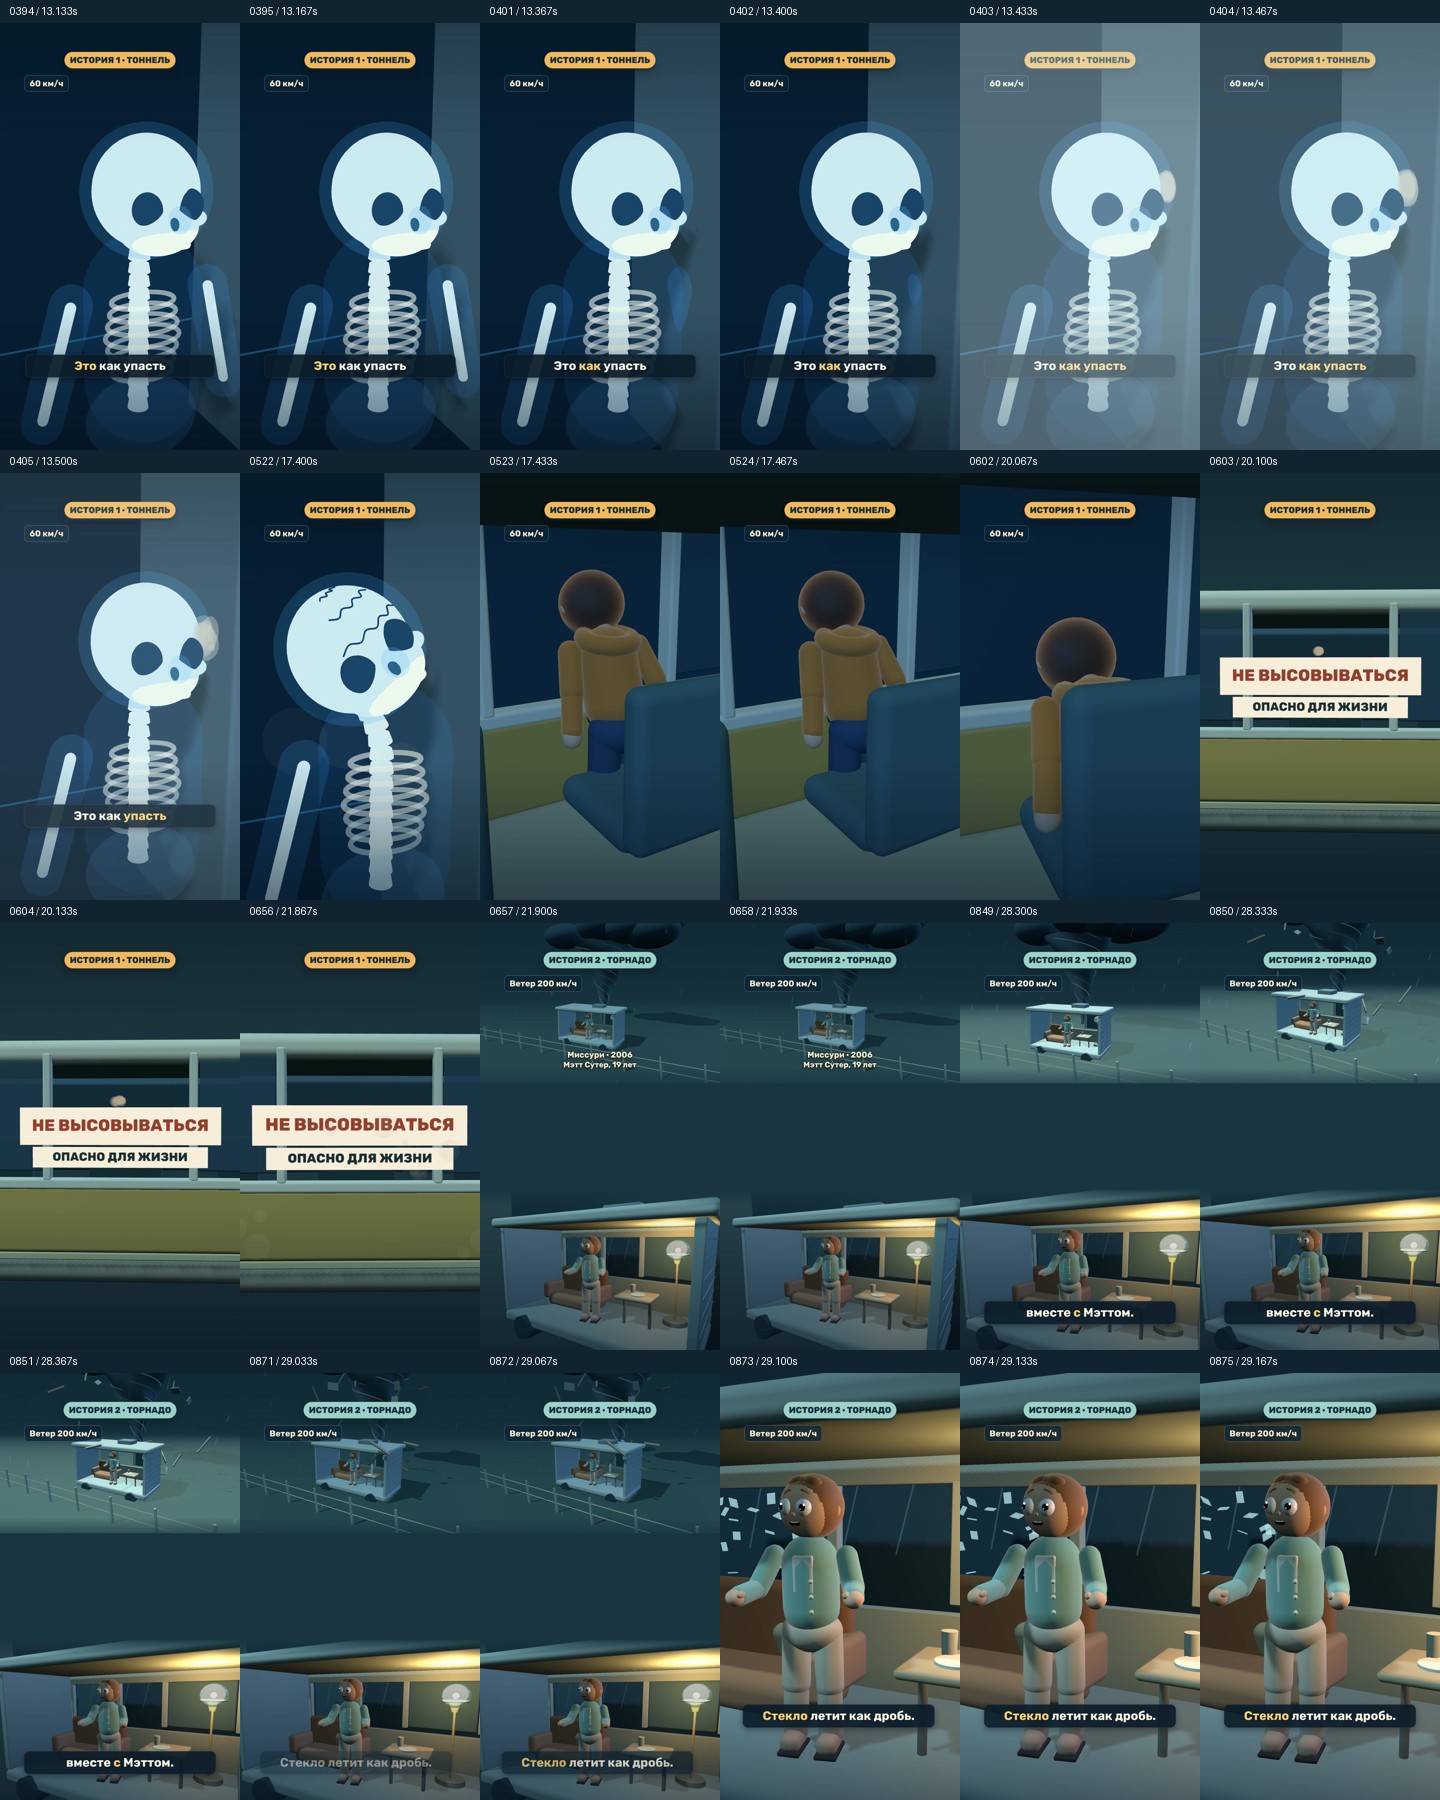 0394 / 13.133s
ИСТОРИЯ 1 • ТОННЕЛЬ
60 км/ч
Это как упасть
0395 / 13.167s
ИСТОРИЯ 1 • ТОННЕЛЬ
60 км/ч
Это как упасть
0401 / 13.367s
ИСТОРИЯ 1 • ТОННЕЛЬ
60 км/ч
Это как упасть
0402 / 13.400s
ИСТОРИЯ 1 • ТОННЕЛЬ
60 км/ч
Это как упасть
0403 / 13.433s
ИСТОРИЯ 1 • ТОННЕЛЬ
60 км/ч
Это как упасть
0404 / 13.467s
ИСТОРИЯ 1 • ТОННЕЛЬ
60 км/ч
Это как упасть
0405 / 13.500s
ИСТОРИЯ 1 • ТОННЕЛЬ
60 км/ч
Это как упасть
0522 / 17.400s
ИСТОРИЯ 1 • ТОННЕЛЬ
60 км/ч
0523 / 17.433s
ИСТОРИЯ 1 • ТОННЕЛЬ
60 км/ч
0524 / 17.467s
ИСТОРИЯ 1 • ТОННЕЛЬ
60 км/ч
0602 / 20.067s
ИСТОРИЯ 1 • ТОННЕЛЬ
60 км/ч
0603 / 20.100s
ИСТОРИЯ 1 • ТОННЕЛЬ
НЕ ВЫСОВЫВАТЬСЯ
ОПАСНО ДЛЯ ЖИЗНИ
0604 / 20.133s
ИСТОРИЯ 1 • ТОННЕЛЬ
НЕ ВЫСОВЫВАТЬСЯ
ОПАСНО ДЛЯ ЖИЗНИ
0656 / 21.867s
ИСТОРИЯ 1 • ТОННЕЛЬ
НЕ ВЫСОВЫВАТЬСЯ
ОПАСНО ДЛЯ ЖИЗНИ
0657 / 21.900s
ИСТОРИЯ 2 • ТОРНАДО
Ветер 200 км/ч
Миссури • 2006
Мэтт Сутер, 19 лет
0658 / 21.933s
ИСТОРИЯ 2 • ТОРНАДО
Ветер 200 км/ч
Миссури • 2006
Мэтт Сутер, 19 лет
0849 / 28.300s
ИСТОРИЯ 2 • ТОРНАДО
Ветер 200 км/ч
вместе с Мэттом.
0850 / 28.333s
ИСТОРИЯ 2 • ТОРНАДО
Ветер 200 км/ч
вместе с Мэттом.
0851 / 28.367s
ИСТОРИЯ 2 • ТОРНАДО
Ветер 200 км/ч
вместе с Мэттом.
0871 / 29.033s
ИСТОРИЯ 2 • ТОРНАДО
Ветер 200 км/ч
Стекло летит как дробь.
0872 / 29.067s
ИСТОРИЯ 2 • ТОРНАДО
Ветер 200 км/ч
Стекло летит как дробь.
0873 / 29.100s
ИСТОРИЯ 2 • ТОРНАДО
Ветер 200 км/ч
Стекло летит как дробь.
0874 / 29.133s
ИСТОРИЯ 2 • ТОРНАДО
Ветер 200 км/ч
Стекло летит как дробь.
0875 / 29.167s
ИСТОРИЯ 2 • ТОРНАДО
Ветер 200 км/ч
Стекло летит как дробь.